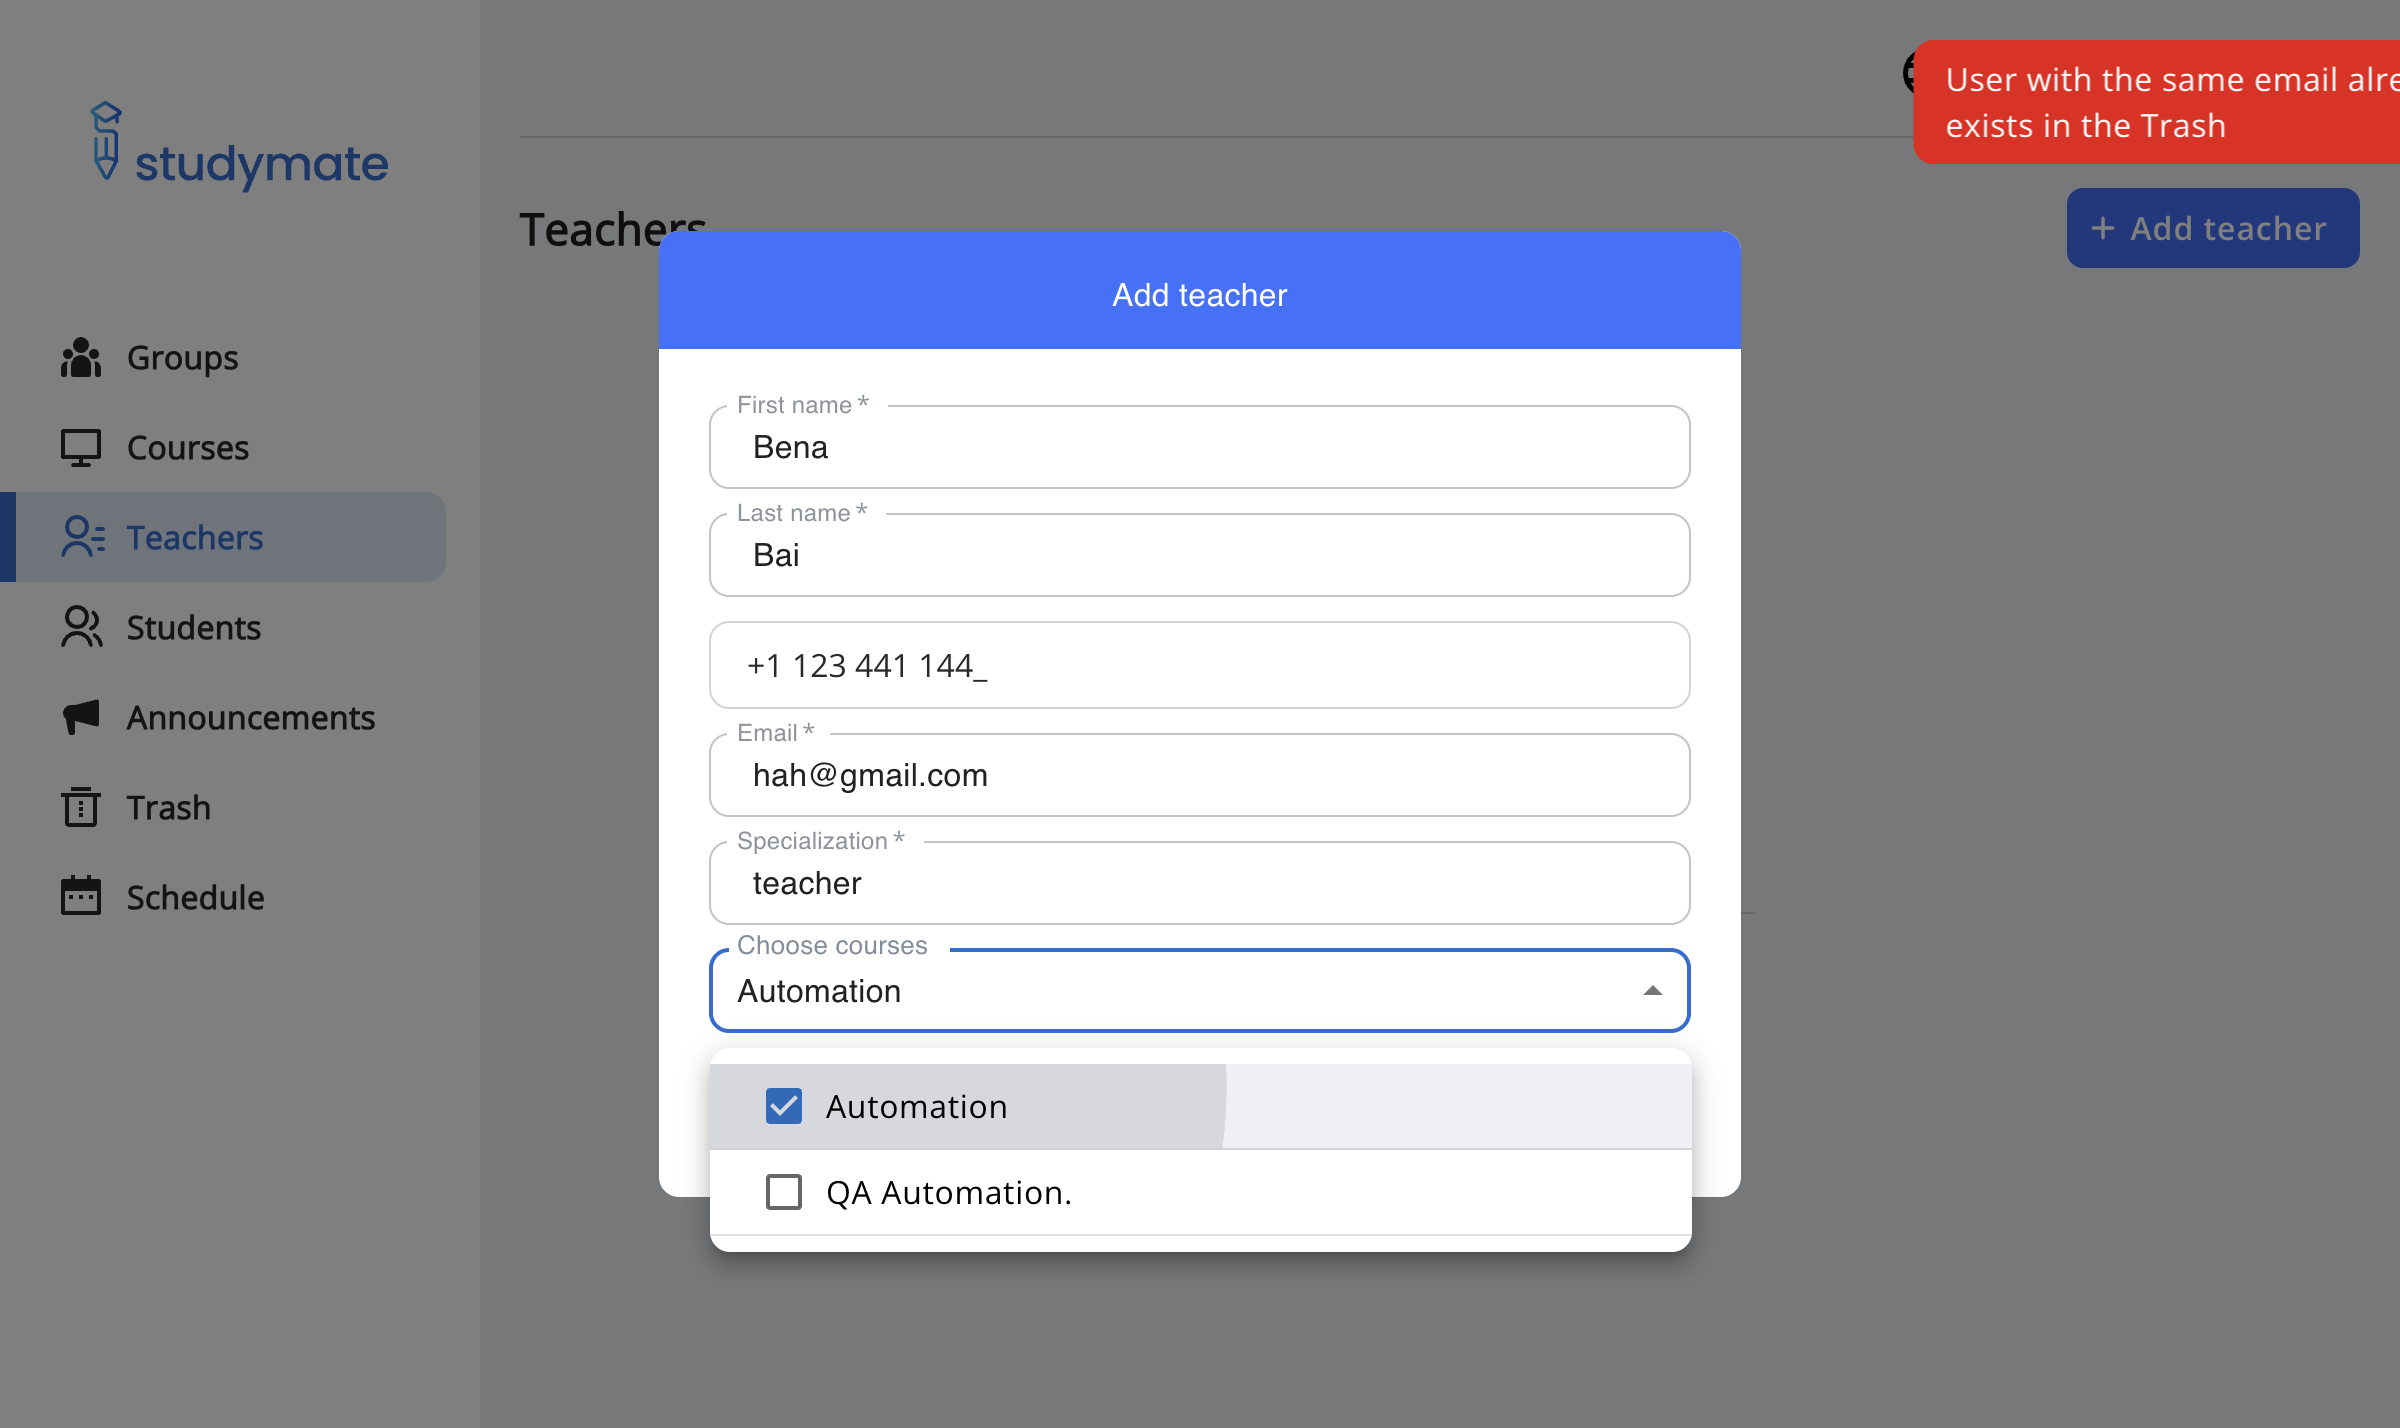 studymate
Groups
Courses
Teachers
Students
Announcements
Trash
Schedule
User with the same email
exists in the Trash
Teachers
+ Add teacher
Add teacher
First name *
Bena
Last name *
Bai
+1 123 441 144_
Email *
hah@gmail.com
Specialization *
teacher
Choose courses
Automation
Automation
QA Automation.